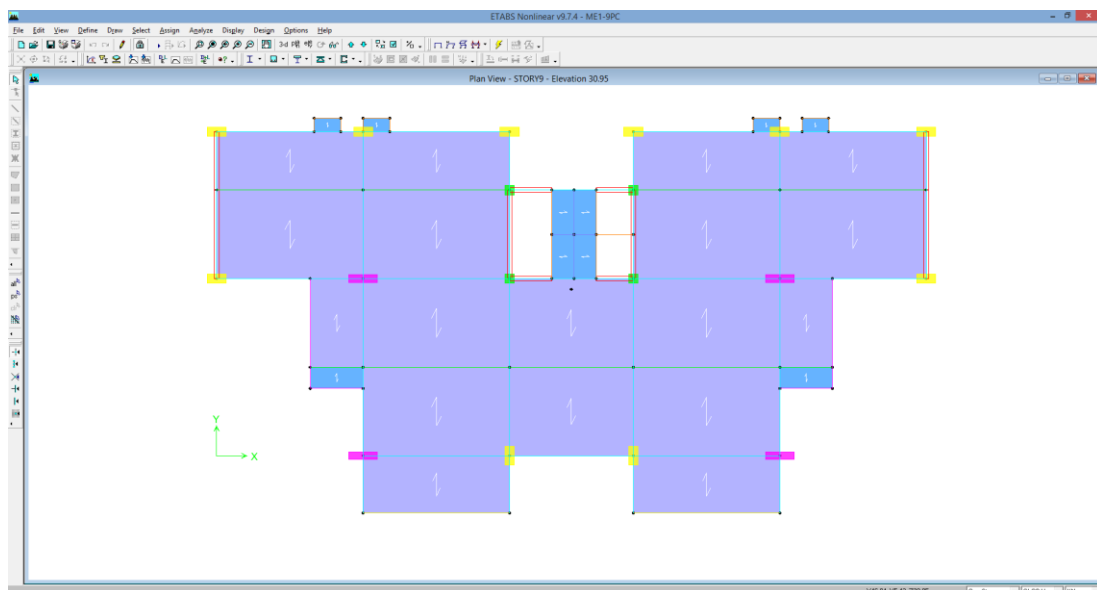 ETABS Nonlinear v9.7.4 - ME1-9PC
File Edit View Define Draw Select Assign Analyze Display Design Options Help
Plan View - STORY9 - Elevation 30.95
Y
X